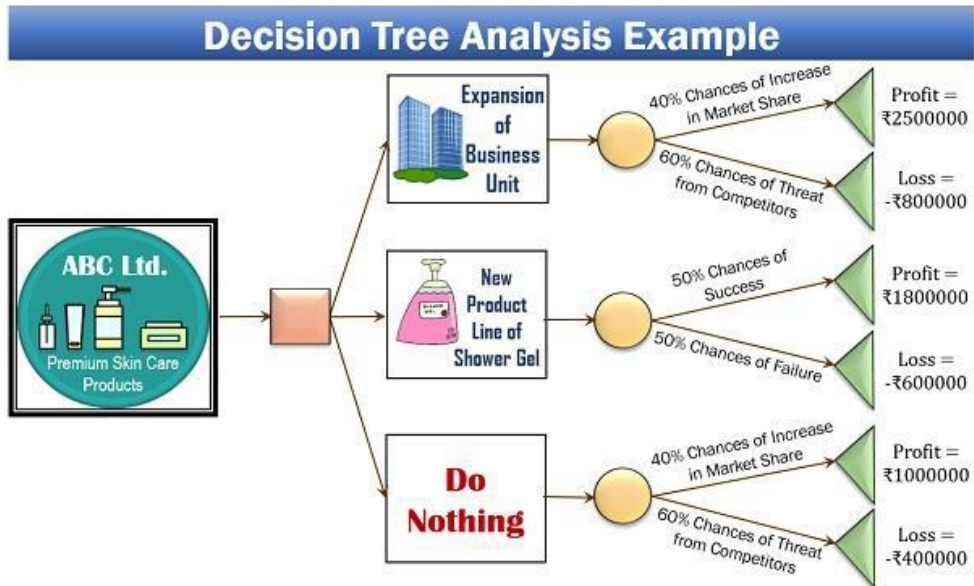 Decision Tree Analysis Example
Expansion
of
Business
Unit
40% Chances of Increase
in Market Share
Profit =
₹2500000
60% Chances of Threat
from Competitors
Loss =
-₹800000
ABC Ltd.
Premium Skin Care
Products
New
Product
Line of
Shower Gel
50% Chances of
Success
Profit =
₹1800000
50% Chances of Failure
Loss =
-₹600000
Do
Nothing
40% Chances of Increase
in Market Share
Profit =
₹1000000
60% Chances of Threat
from Competitors
Loss =
-₹400000